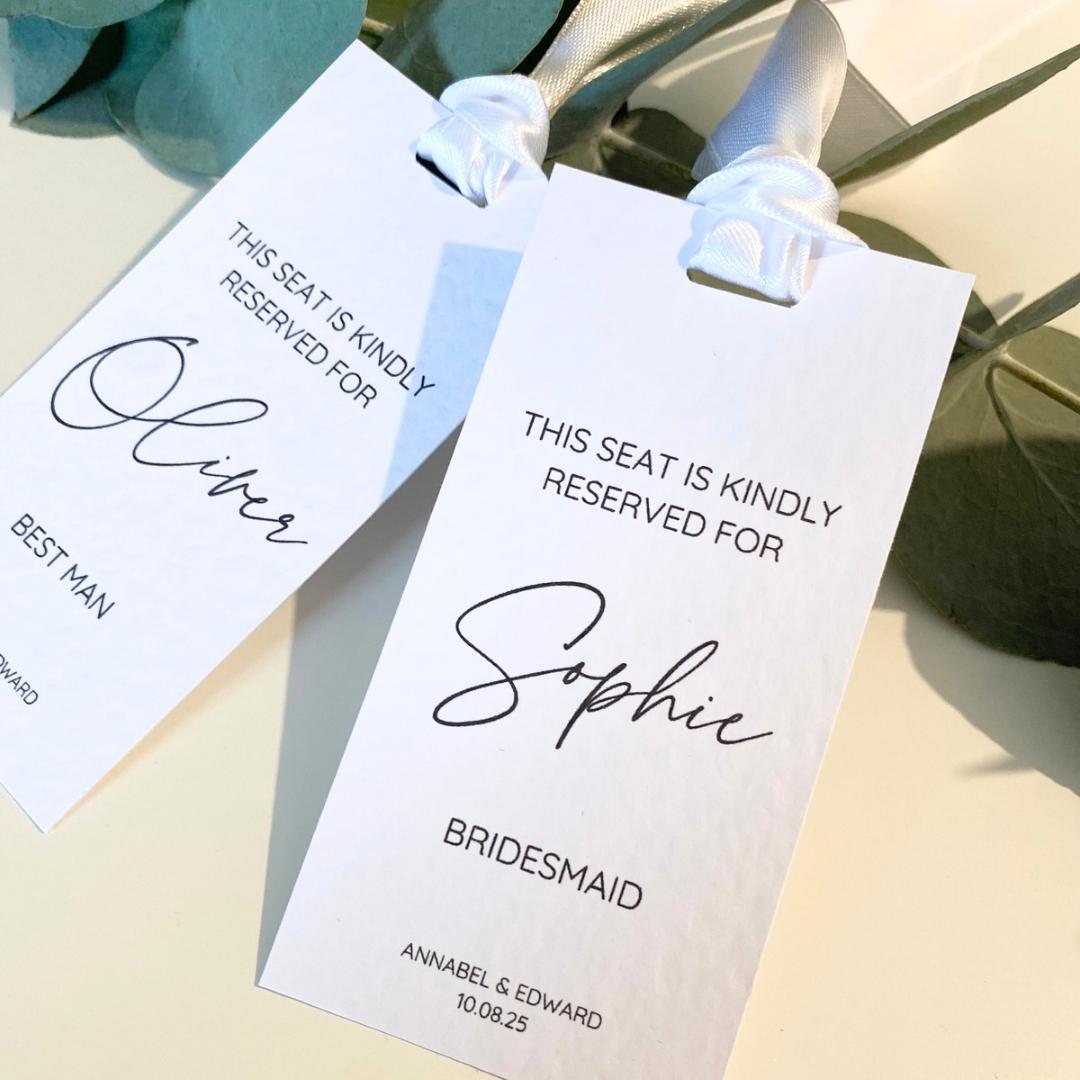 THIS SEAT IS KINDLY
RESERVED FOR
Oliver
BEST MAN
THIS SEAT IS KINDLY
RESERVED FOR
Sophie
BRIDESMAID
ANNABEL & EDWARD
10.08.25